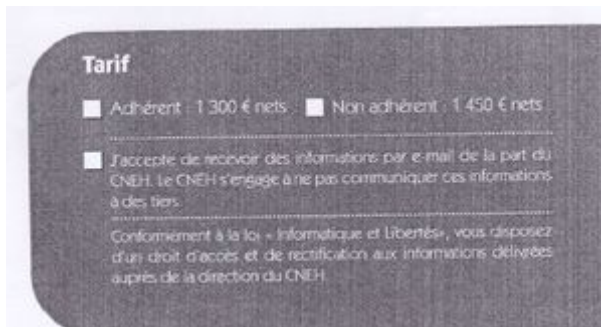 Tarif
Adhérent : 1 300 € nets Non adhérent : 1 450 € nets
J'accepte de recevoir des informations par e-mail de la part du
CNEH. Le CNEH s'engage à ne pas communiquer ces informations
à des tiers.
Conformément à la loi « Informatique et Libertés», vous disposez
d'un droit d'accès et de rectification aux informations délivrées
auprès de la direction du CNEH.